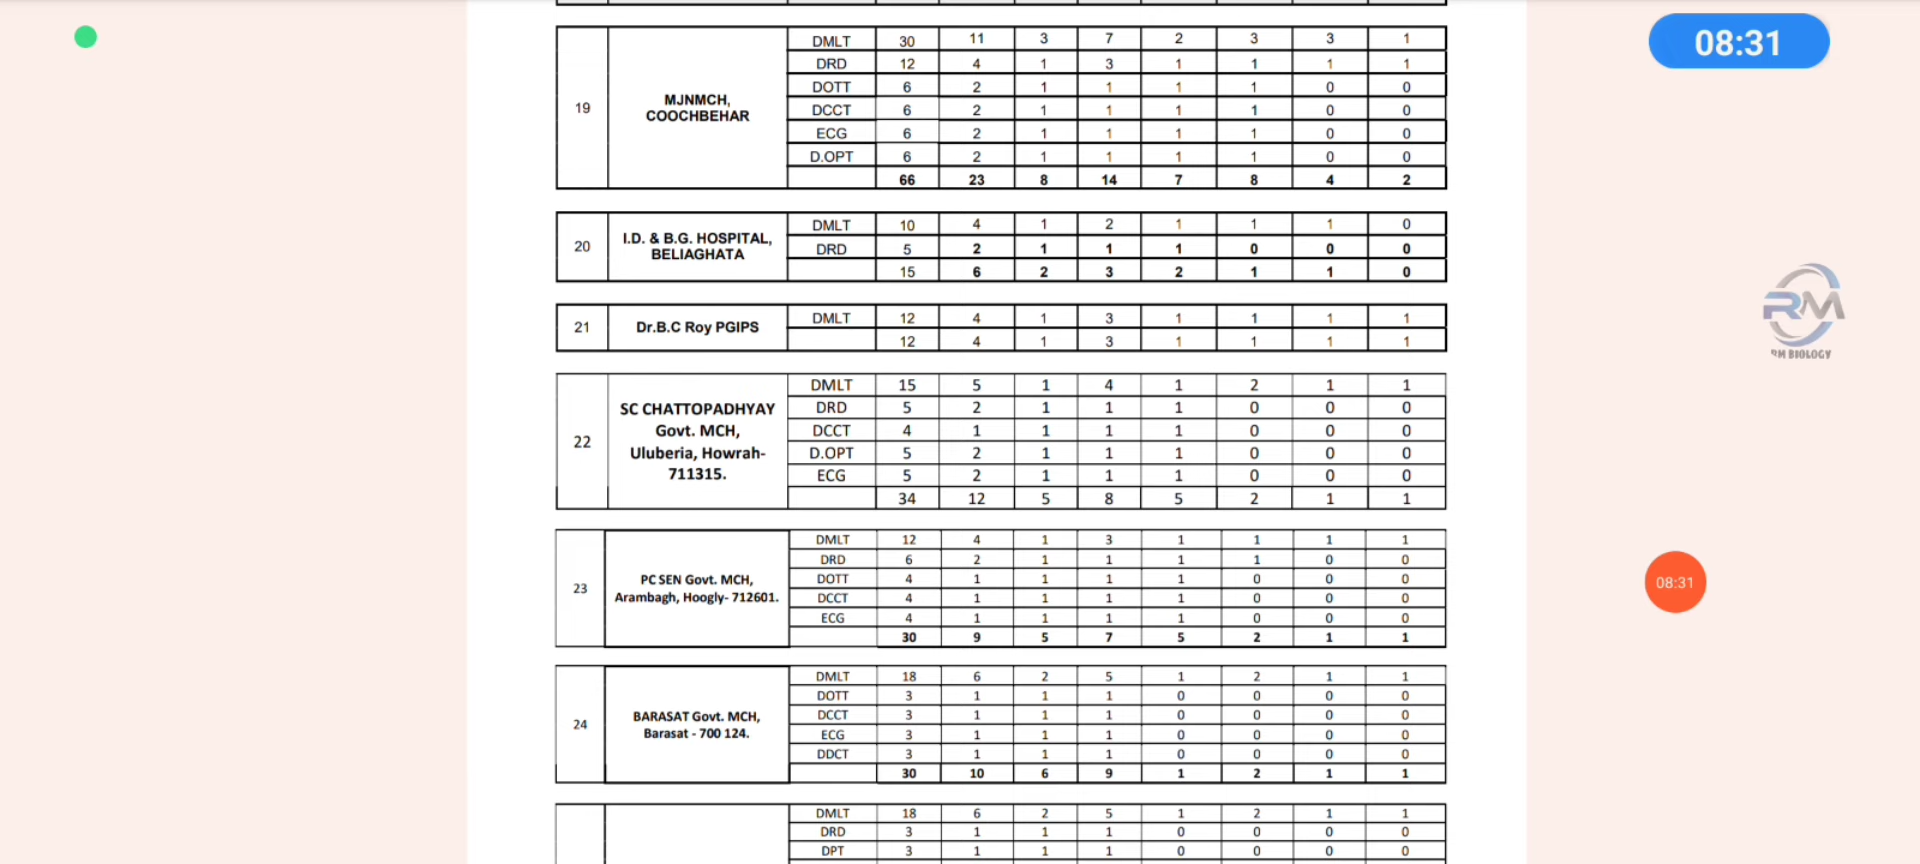 08:31
19 MJNMCH, COOCHBEHAR
DMLT 30 11 3 7 2 3 3 1
DRD 12 4 1 3 1 1 1 1
DOTT 6 2 1 1 1 1 0 0
DCCT 6 2 1 1 1 1 0 0
ECG 6 2 1 1 1 1 0 0
D.OPT 6 2 1 1 1 1 0 0
66 23 8 14 7 8 4 2
20 I.D. & B.G. HOSPITAL, BELIAGHATA
DMLT 10 4 1 2 1 1 1 0
DRD 5 2 1 1 1 0 0 0
15 6 2 3 2 1 1 0
21 Dr.B.C Roy PGIPS
DMLT 12 4 1 3 1 1 1 1
12 4 1 3 1 1 1 1
RM
RM BIOLOGY
22 SC CHATTOPADHYAY
Govt. MCH,
Uluberia, Howrah-
711315.
DMLT 15 5 1 4 1 2 1 1
DRD 5 2 1 1 1 0 0 0
DCCT 4 1 1 1 1 0 0 0
D.OPT 5 2 1 1 1 0 0 0
ECG 5 2 1 1 1 0 0 0
34 12 5 8 5 2 1 1
23 PC SEN Govt. MCH,
Arambagh, Hoogly- 712601.
DMLT 12 4 1 3 1 1 1 1
DRD 6 2 1 1 1 1 0 0
DOTT 4 1 1 1 1 0 0 0
DCCT 4 1 1 1 1 0 0 0
ECG 4 1 1 1 1 0 0 0
30 9 5 7 5 2 1 1
08:31
24 BARASAT Govt. MCH,
Barasat - 700 124.
DMLT 18 6 2 5 1 2 1 1
DOTT 3 1 1 1 0 0 0 0
DCCT 3 1 1 1 0 0 0 0
ECG 3 1 1 1 0 0 0 0
DDCT 3 1 1 1 0 0 0 0
30 10 6 9 1 2 1 1
DMLT 18 6 2 5 1 2 1 1
DRD 3 1 1 1 0 0 0 0
DPT 3 1 1 1 0 0 0 0